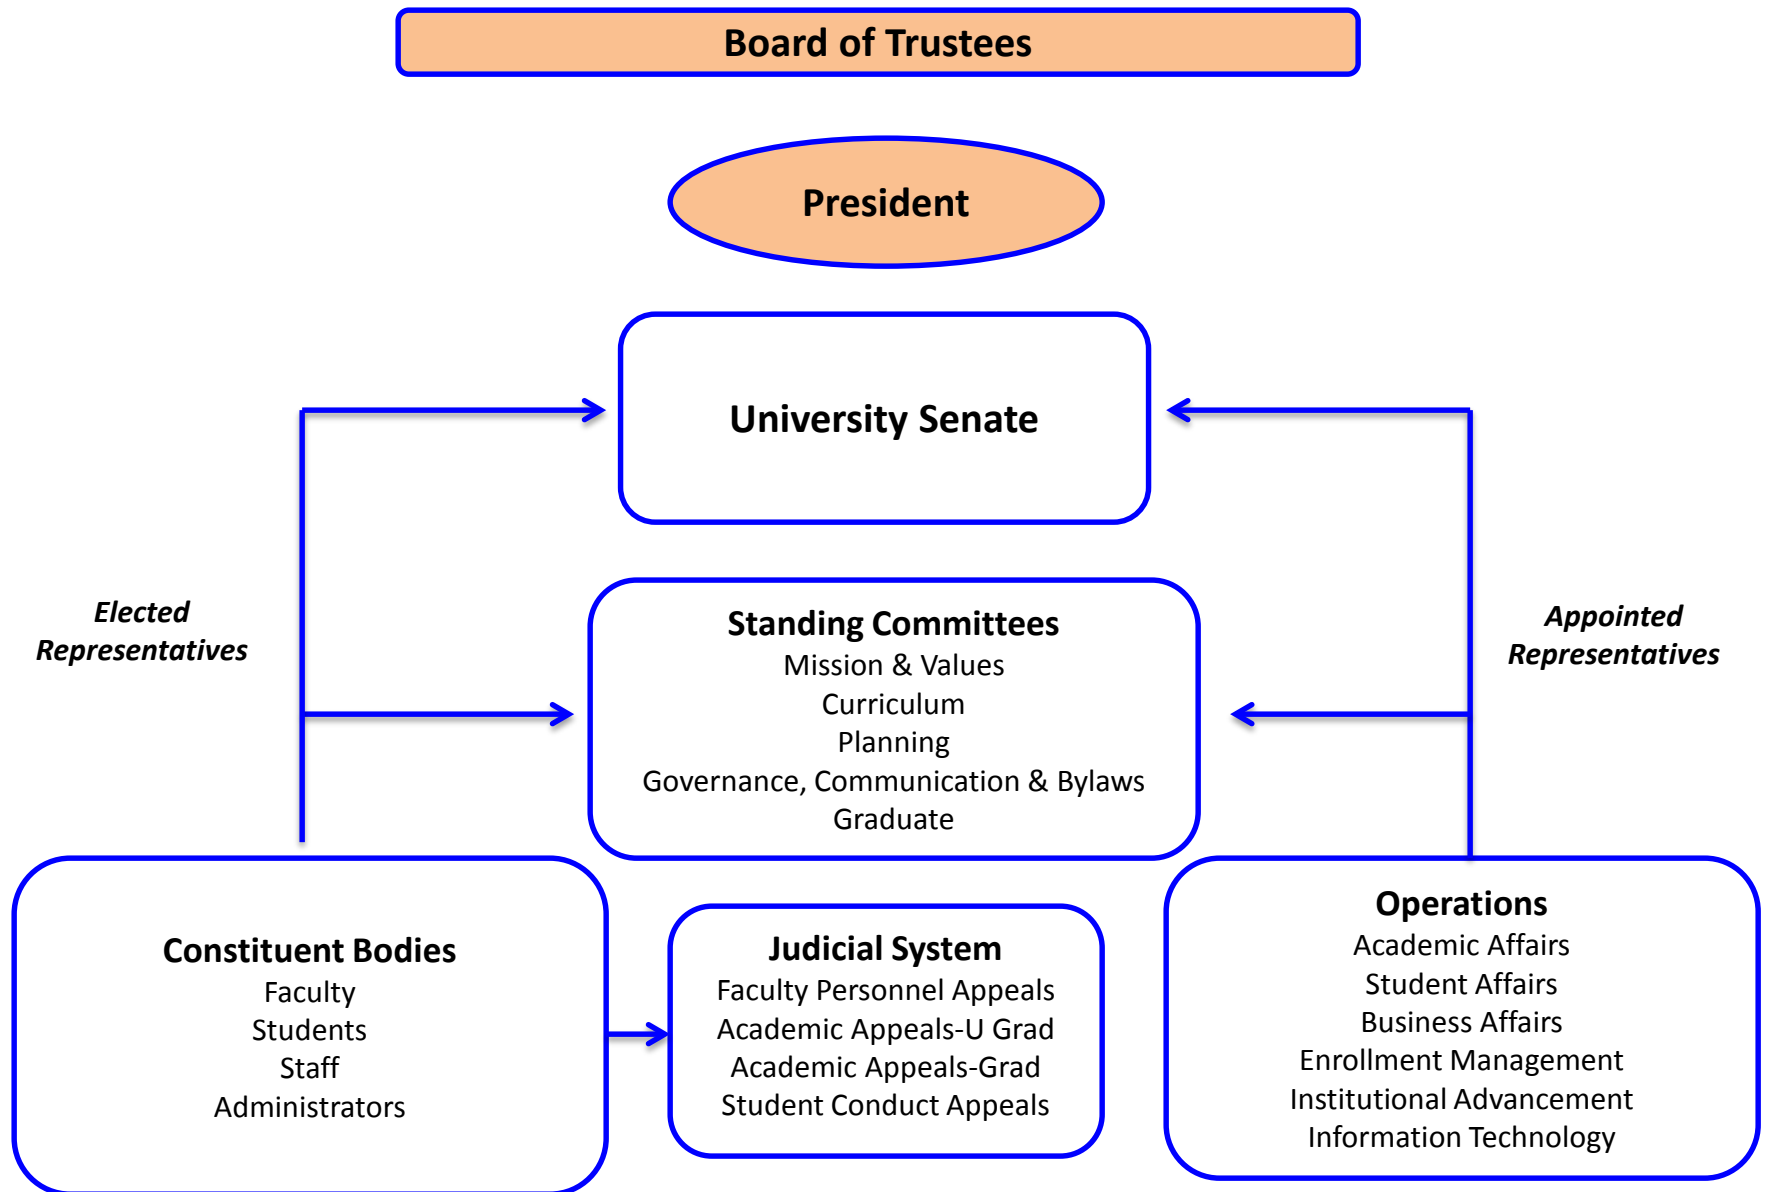 Board of Trustees
President
University Senate
Elected
Representatives
Appointed
Representatives
Standing Committees
Mission & Values
Curriculum
Planning
Governance, Communication & Bylaws
Graduate
Constituent Bodies
Faculty
Students
Staff
Administrators
Judicial System
Faculty Personnel Appeals
Academic Appeals-U Grad
Academic Appeals-Grad
Student Conduct Appeals
Operations
Academic Affairs
Student Affairs
Business Affairs
Enrollment Management
Institutional Advancement
Information Technology